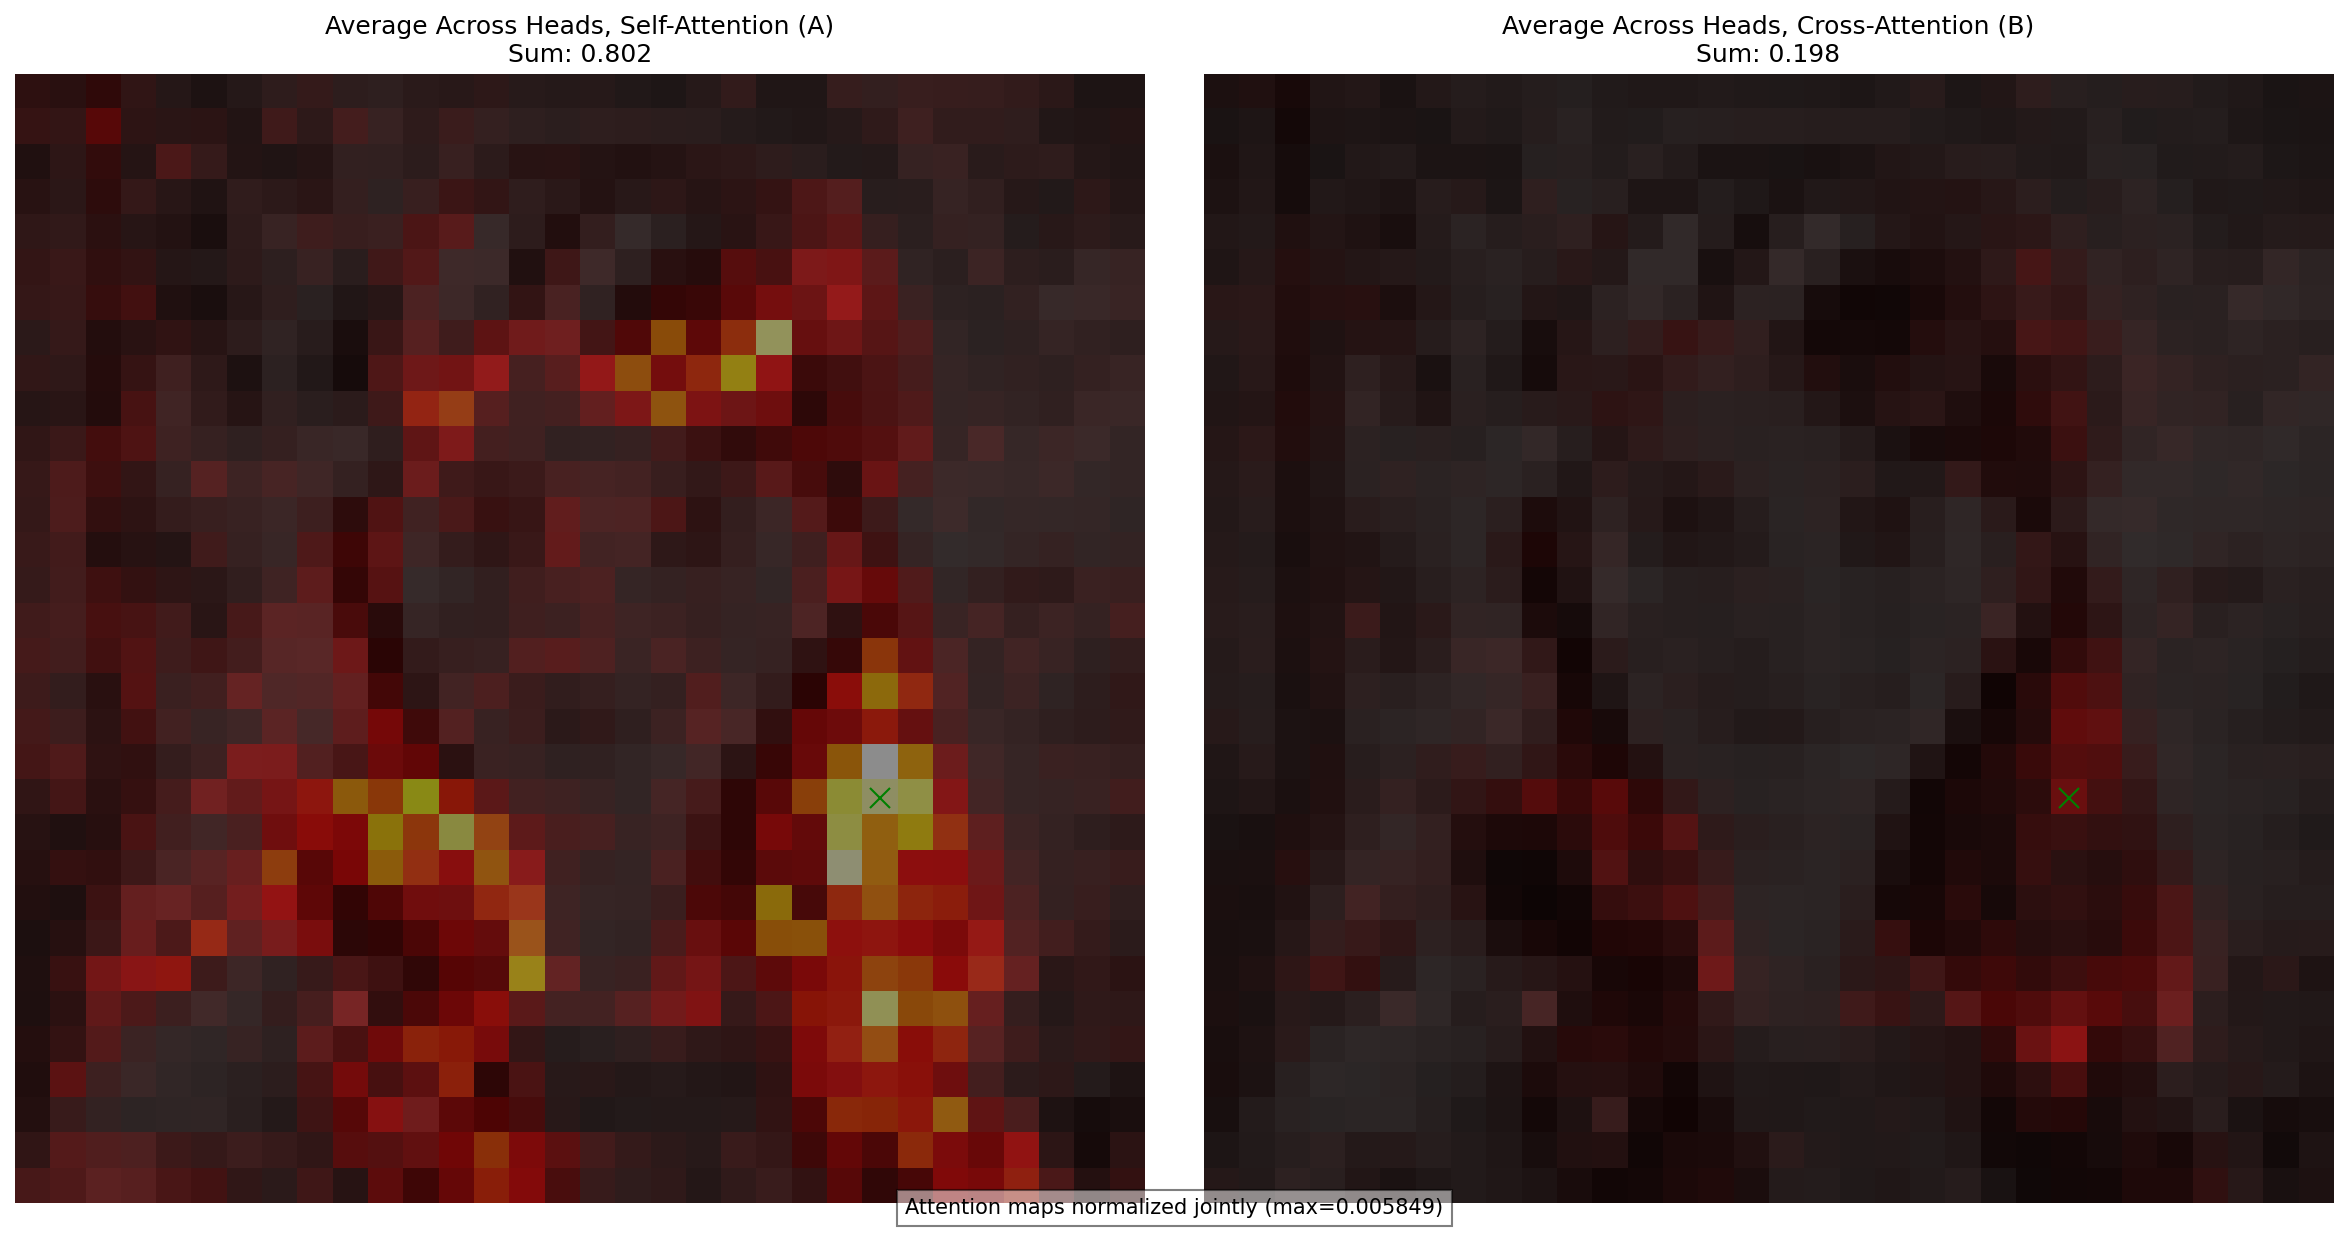 Average Across Heads, Self-Attention (A)
Sum: 0.802
Average Across Heads, Cross-Attention (B)
Sum: 0.198
Attention maps normalized jointly (max=0.005849)